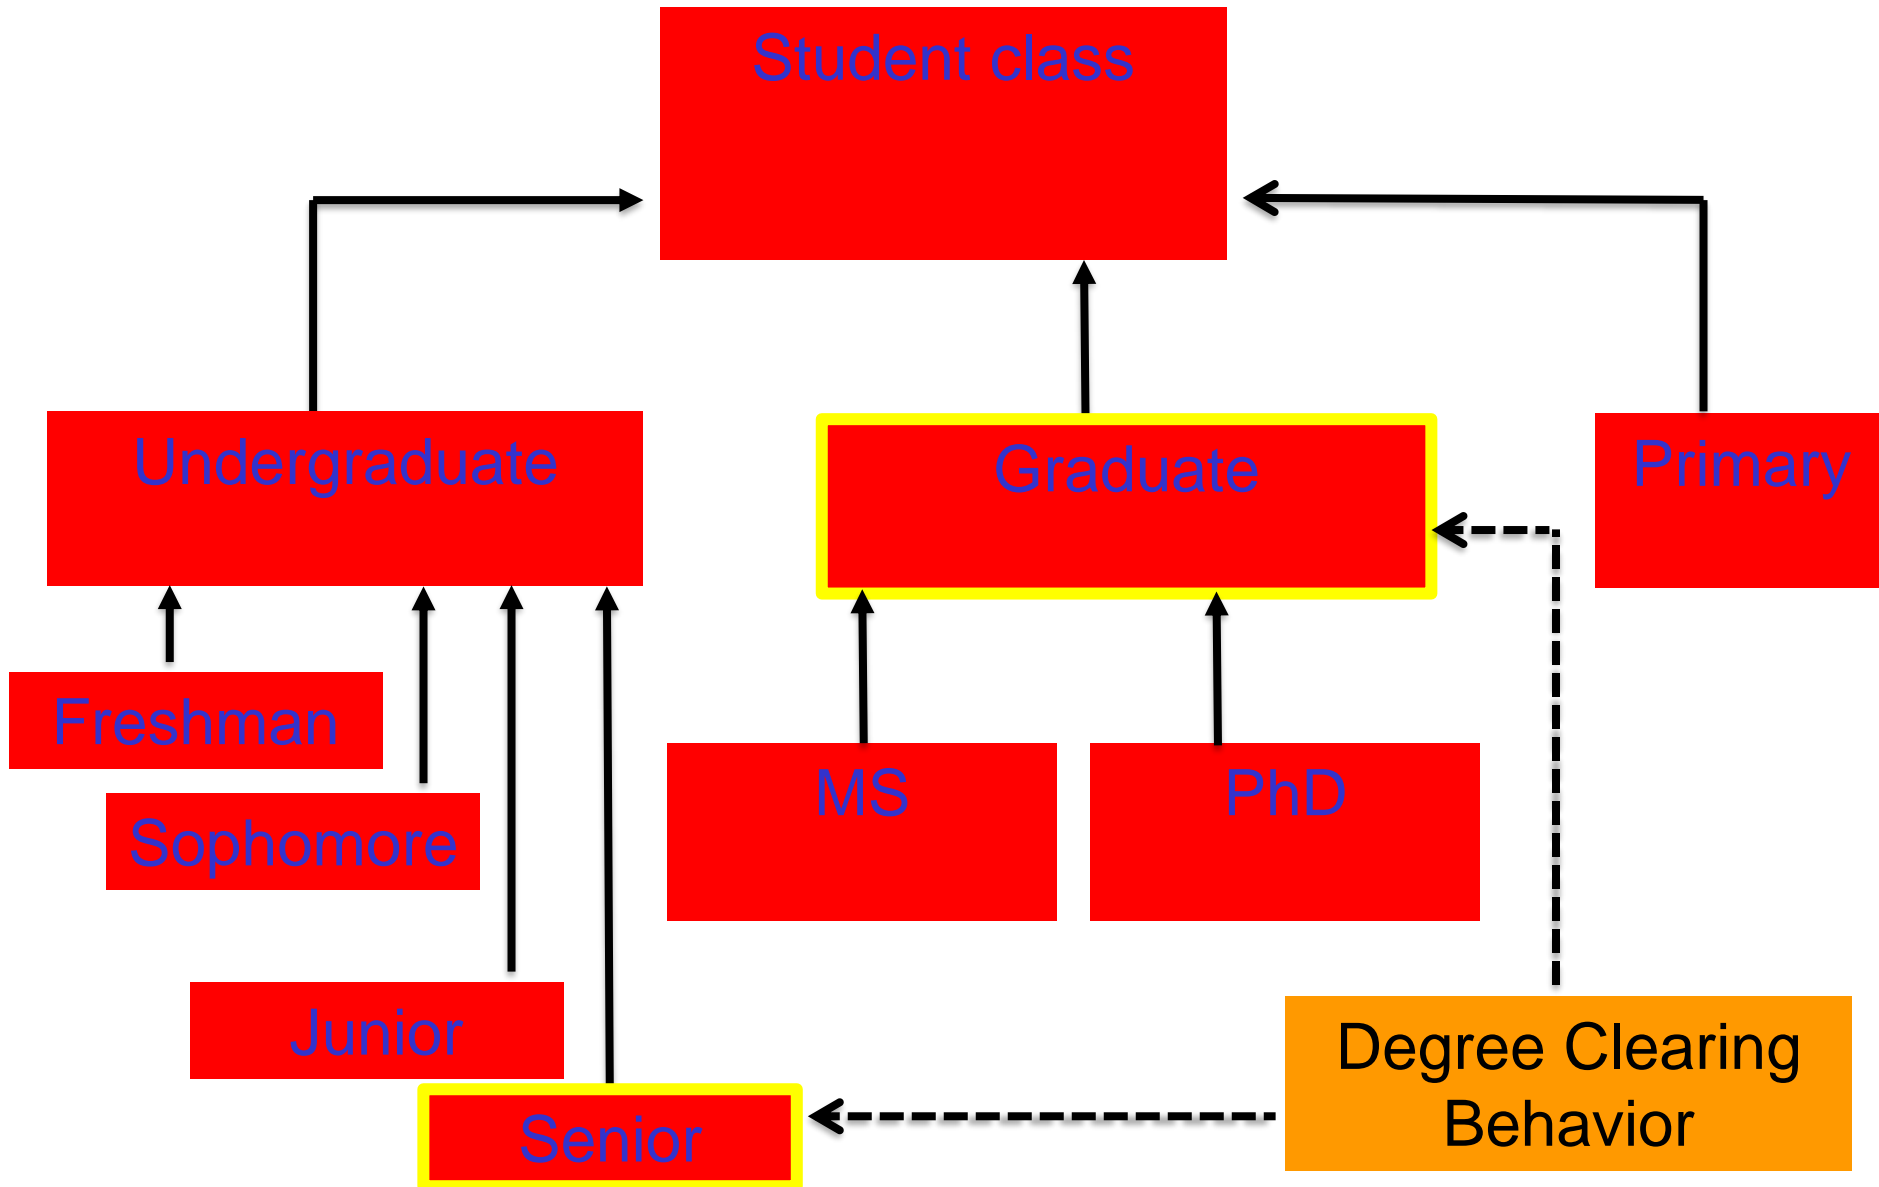 Student class
Undergraduate
Graduate
Primary
Freshman
MS
PhD
Sophomore
Junior
Degree Clearing
Behavior
Senior